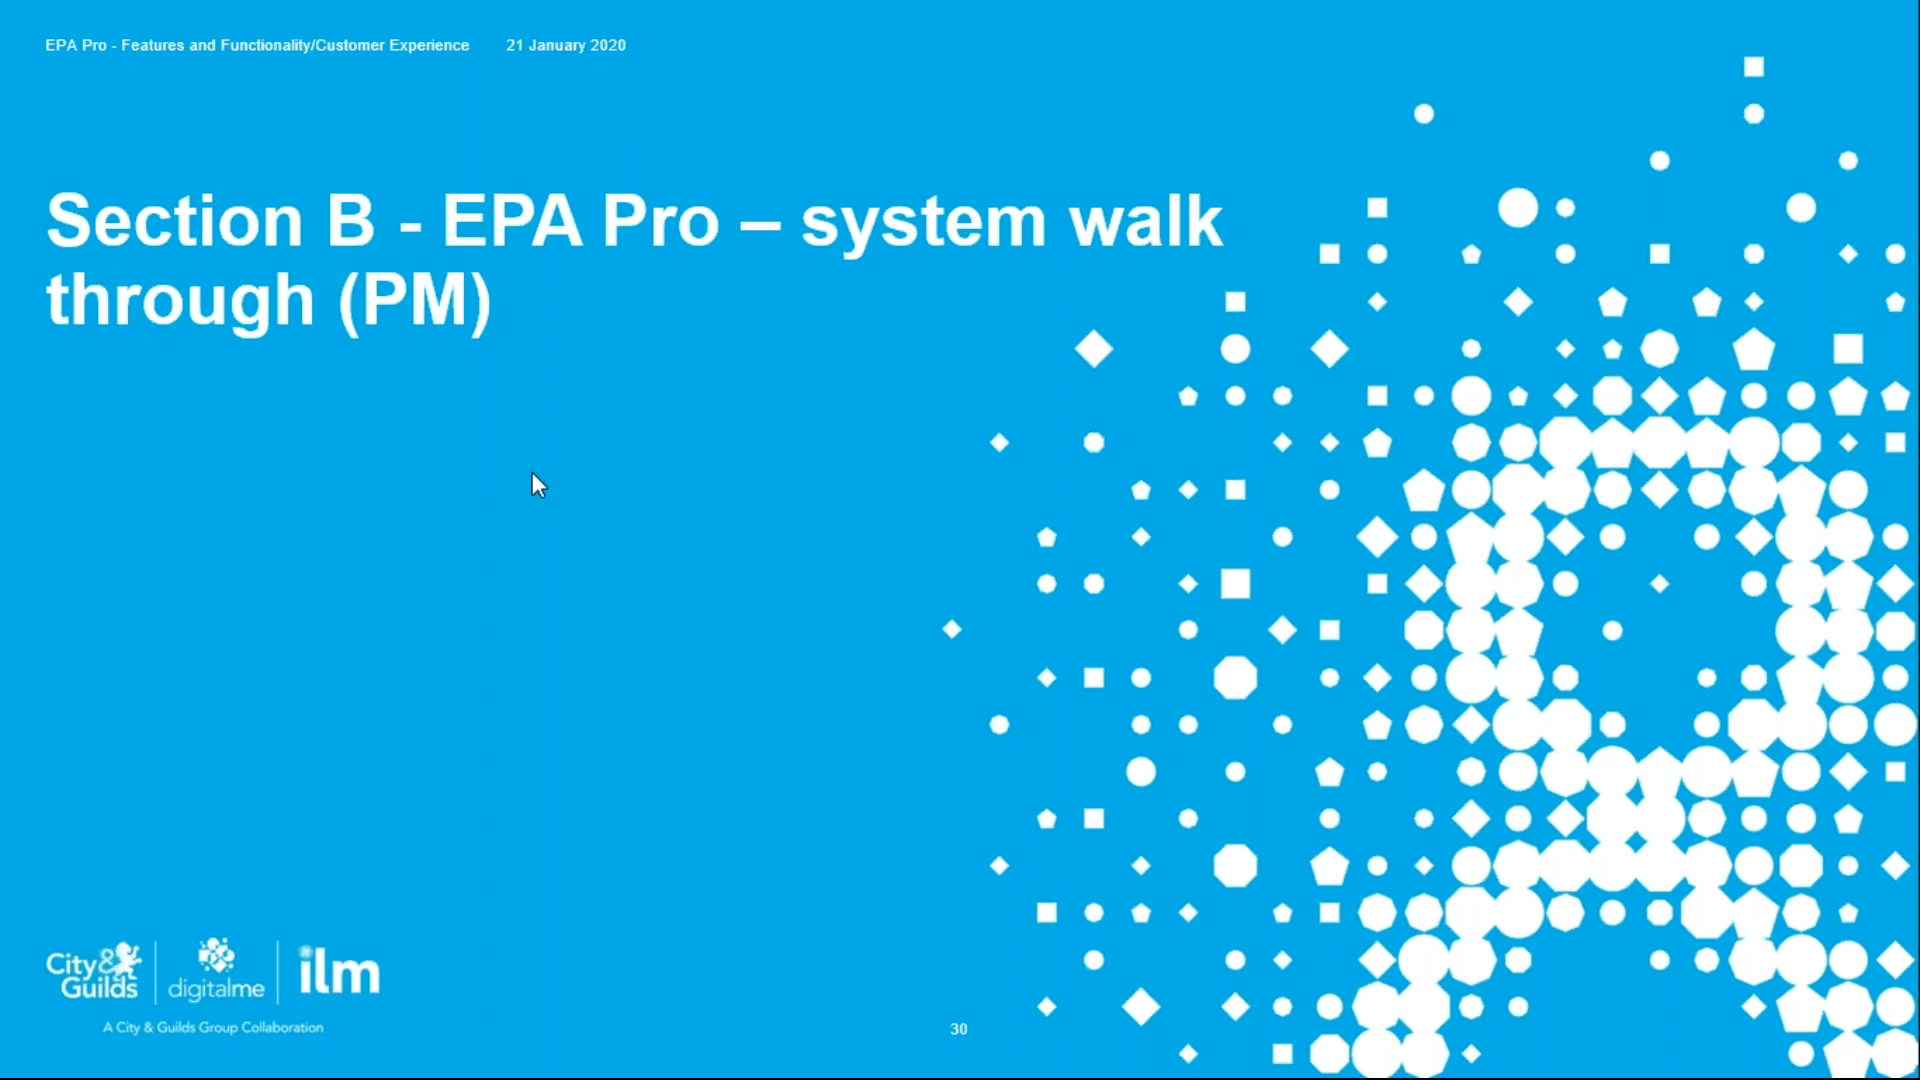 EPA Pro - Features and Functionality/Customer Experience 21 January 2020
Section B - EPA Pro – system walk
through (PM)
City&
Guilds
digitalme
ilm
A City & Guilds Group Collaboration
30